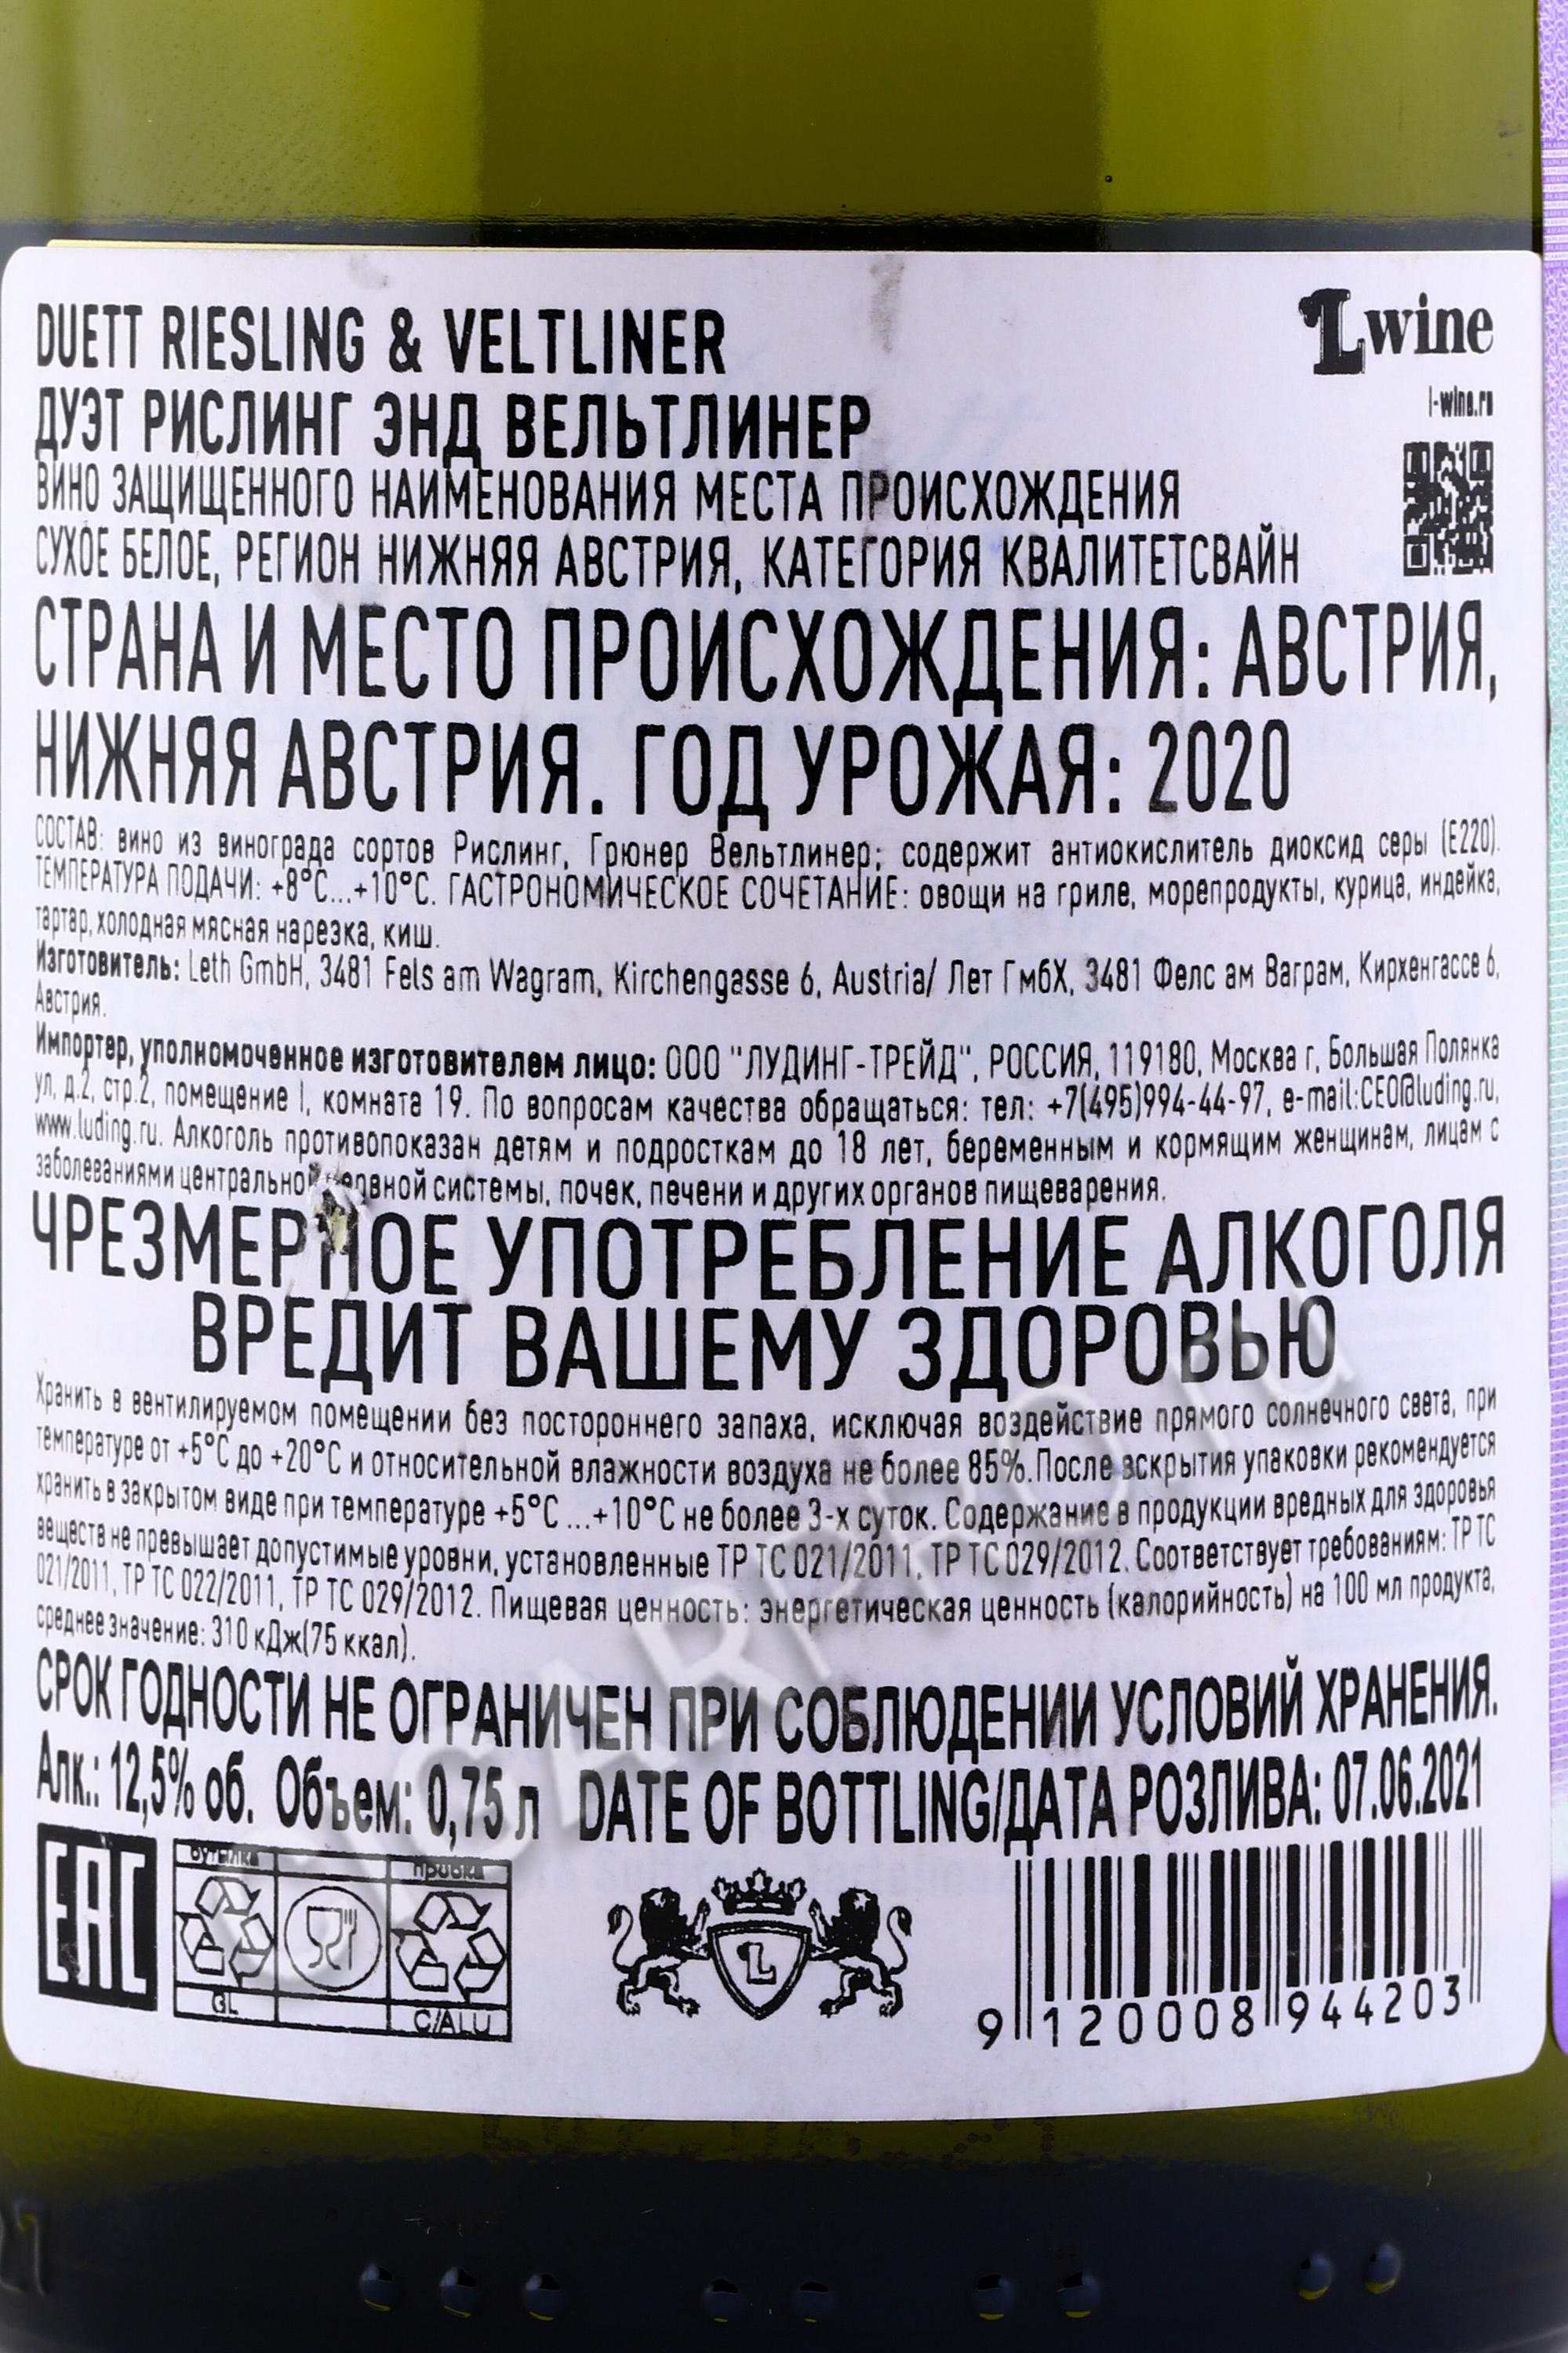 DUETT RIESLING & VELTLINER
Lwine
l-wine.ru
ДУЭТ РИСЛИНГ ЭНД ВЕЛЬТЛИНЕР
ВИНО ЗАЩИЩЕННОГО НАИМЕНОВАНИЯ МЕСТА ПРОИСХОЖДЕНИЯ
СУХОЕ БЕЛОЕ, РЕГИОН НИЖНЯЯ АВСТРИЯ, КАТЕГОРИЯ КВАЛИТЕТСВАЙН
СТРАНА И МЕСТО ПРОИСХОЖДЕНИЯ: АВСТРИЯ,
НИЖНЯЯ АВСТРИЯ. ГОД УРОЖАЯ: 2020
СОСТАВ: вино из винограда сортов Рислинг, Грюнер Вельтлинер; содержит антиокислитель диоксид серы (Е220).
ТЕМПЕРАТУРА ПОДАЧИ: +8°С...+10°С. ГАСТРОНОМИЧЕСКОЕ СОЧЕТАНИЕ: овощи на гриле, морепродукты, курица, индейка,
тартар, холодная мясная нарезка, киш.
Изготовитель: Leth GmbH, 3481 Fels am Wagram, Kirchengasse 6, Austria/ Лет ГмбХ, 3481 Фелс ам Ваграм, Кирхенгассе 6,
Австрия.
Импортер, уполномоченное изготовителем лицо: ООО "ЛУДИНГ-ТРЕЙД", РОССИЯ, 119180, Москва г, Большая Полянка
ул, д.2, стр.2, помещение I, комната 19. По вопросам качества обращаться: тел: +7(495)994-44-97, e-mail:CEO@luding.ru,
www.luding.ru. Алкоголь противопоказан детям и подросткам до 18 лет, беременным и кормящим женщинам, лицам с
заболеваниями центральной нервной системы, почек, печени и других органов пищеварения.
ЧРЕЗМЕРНОЕ УПОТРЕБЛЕНИЕ АЛКОГОЛЯ
ВРЕДИТ ВАШЕМУ ЗДОРОВЬЮ
Хранить в вентилируемом помещении без постороннего запаха, исключая воздействие прямого солнечного света, при
температуре от +5°С до +20°С и относительной влажности воздуха не более 85%.После вскрытия упаковки рекомендуется
хранить в закрытом виде при температуре +5°С ...+10°С не более 3-х суток. Содержание в продукции вредных для здоровья
веществ не превышает допустимые уровни, установленные ТР ТС 021/2011, ТР ТС 029/2012. Соответствует требованиям: ТР ТС
021/2011, ТР ТС 022/2011, ТР ТС 029/2012. Пищевая ценность: энергетическая ценность (калорийность) на 100 мл продукта,
среднее значение: 310 кДж(75 ккал).
СРОК ГОДНОСТИ НЕ ОГРАНИЧЕН ПРИ СОБЛЮДЕНИИ УСЛОВИЙ ХРАНЕНИЯ.
Алк.: 12,5% об. Объем: 0,75 л DATE OF BOTTLING/ДАТА РОЗЛИВА: 07.06.2021
EAC
бутылка пробка
GL C/ALU
L
9 120008 944203